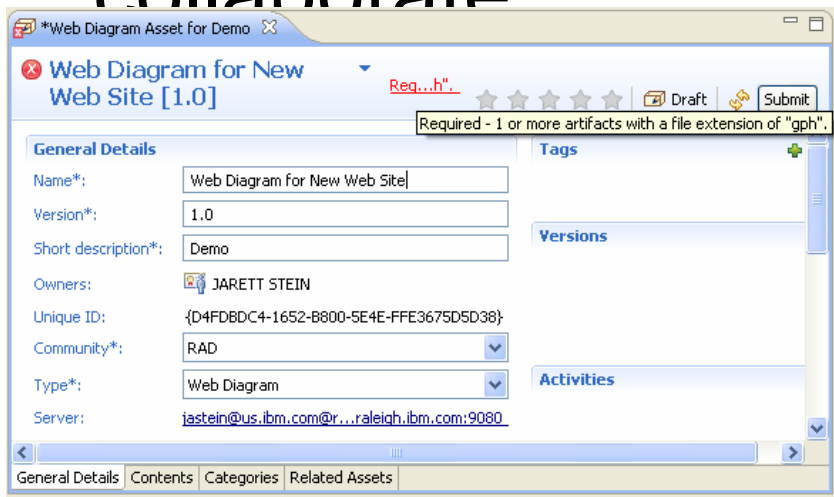 collaborate
*Web Diagram Asset for Demo
Web Diagram for New
Web Site [1.0]
Req...h".
Draft
Submit
Required - 1 or more artifacts with a file extension of "gph".
General Details
Tags
Name*:
Web Diagram for New Web Site
Version*:
1.0
Versions
Short description*:
Demo
Owners:
JARETT STEIN
Unique ID:
{D4FDBDC4-1652-B800-5E4E-FFE3675D5D38}
Community*:
RAD
Type*:
Web Diagram
Activities
Server:
jastein@us.ibm.com@r...raleigh.ibm.com:9080
General Details Contents Categories Related Assets